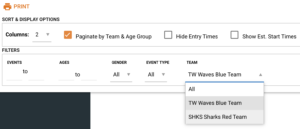 PRINT
SORT & DISPLAY OPTIONS
Columns: 2 Paginate by Team & Age Group Hide Entry Times Show Est. Start Times
FILTERS
EVENTS AGES GENDER EVENT TYPE TEAM
to to All All TW Waves Blue Team
All
TW Waves Blue Team
SHKS Sharks Red Team